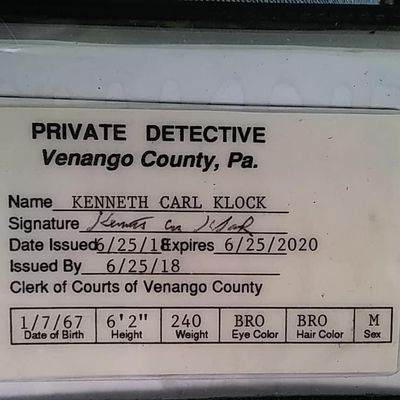 PRIVATE DETECTIVE
Venango County, Pa.
Name KENNETH CARL KLOCK
Signature
Date Issued 6/25/18 Expires 6/25/2020
Issued By 6/25/18
Clerk of Courts of Venango County
1/7/67 6'2" 240 BRO BRO M
Date of Birth Height Weight Eye Color Hair Color Sex